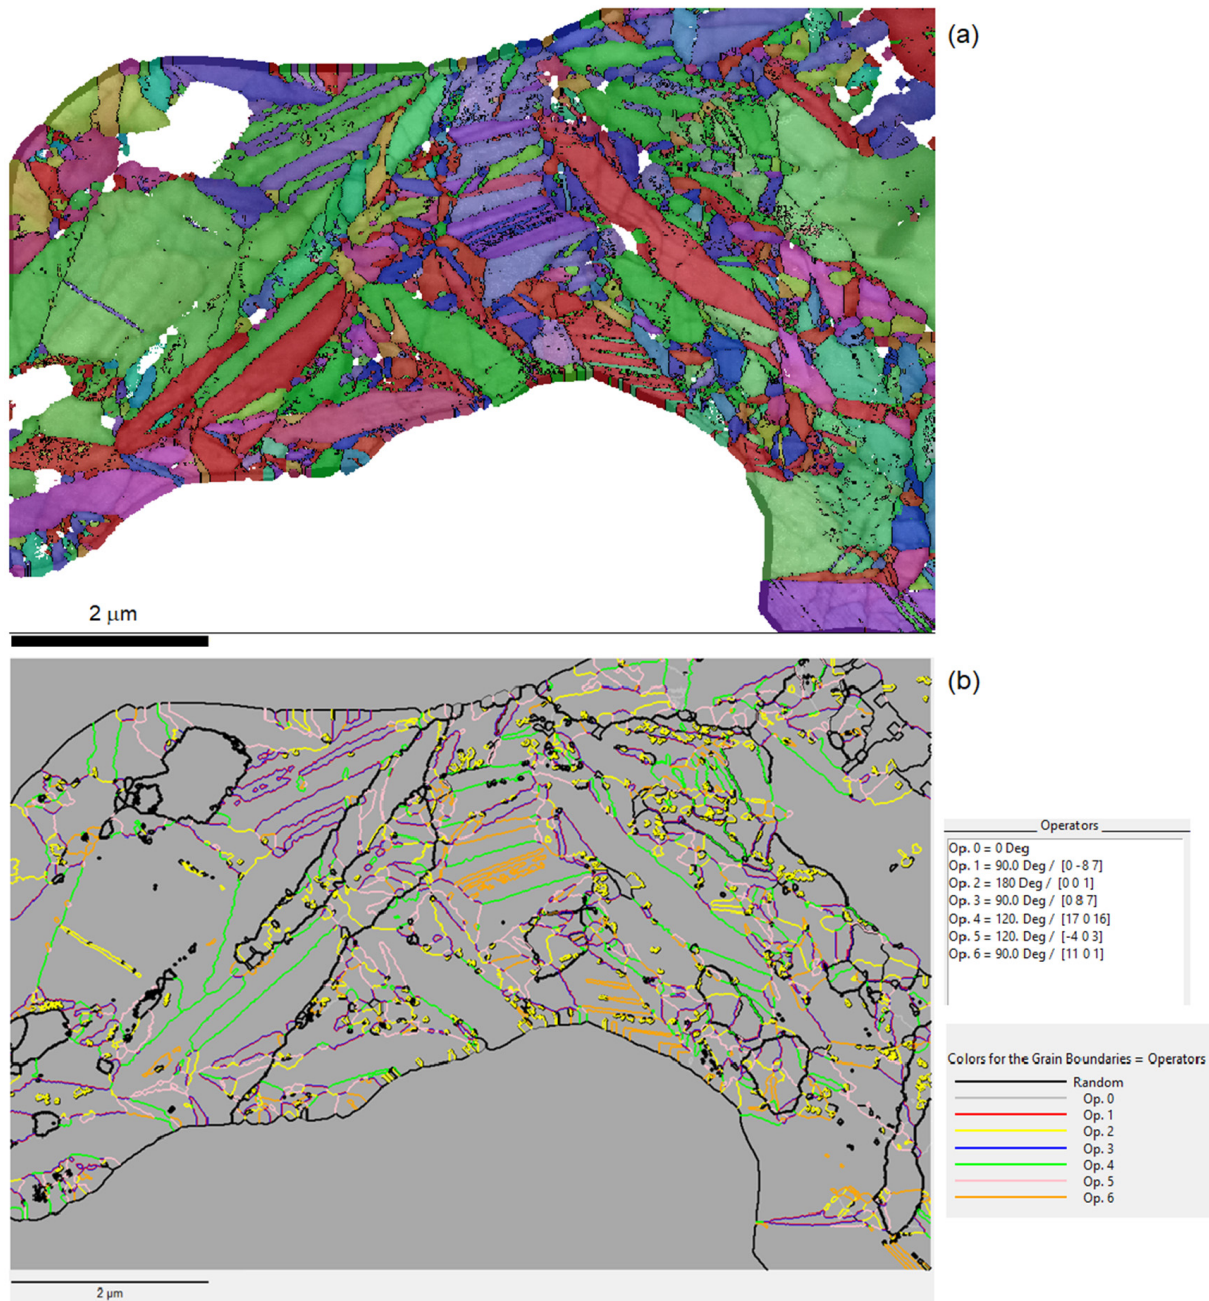 (a)
2 μm
(b)
Operators
Op. 0 = 0 Deg
Op. 1 = 90.0 Deg / [0 -8 7]
Op. 2 = 180 Deg / [0 0 1]
Op. 3 = 90.0 Deg / [0 8 7]
Op. 4 = 120. Deg / [17 0 16]
Op. 5 = 120. Deg / [-4 0 3]
Op. 6 = 90.0 Deg / [11 0 1]
Colors for the Grain Boundaries = Operators
Random
Op. 0
Op. 1
Op. 2
Op. 3
Op. 4
Op. 5
Op. 6
2 μm